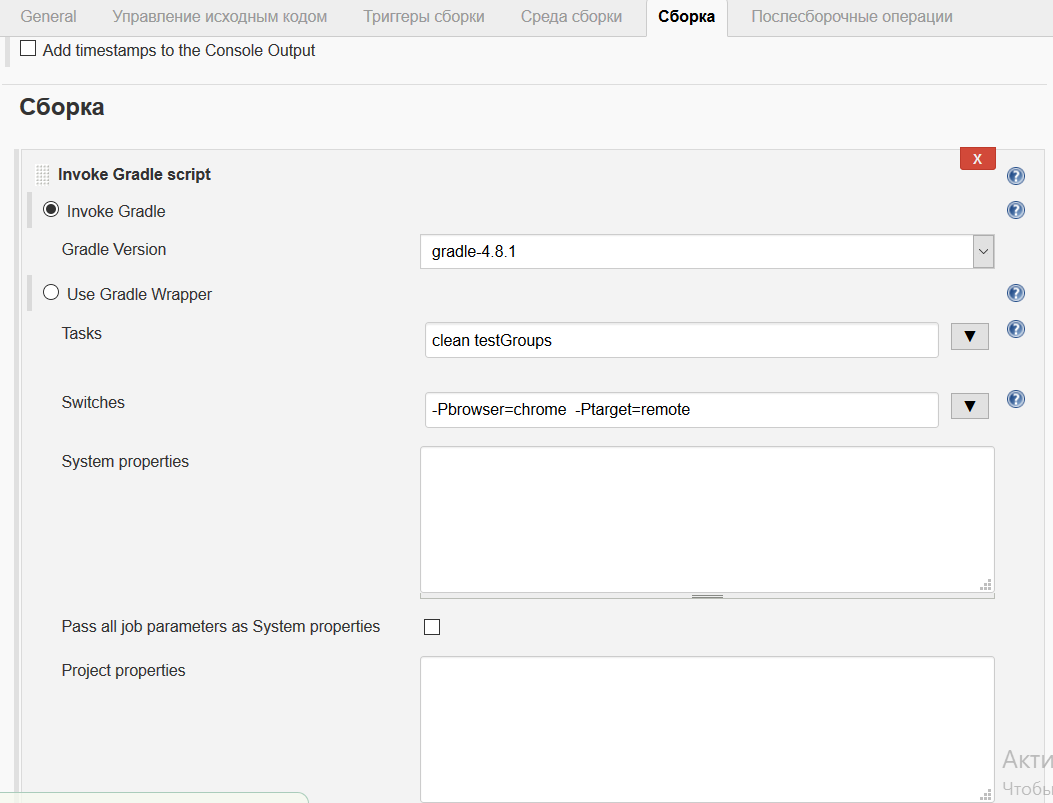 General Управление исходным кодом Триггеры сборки Среда сборки Сборка Послесборочные операции
Add timestamps to the Console Output
Сборка
X
Invoke Gradle script
Invoke Gradle
Gradle Version gradle-4.8.1
Use Gradle Wrapper
Tasks clean testGroups
Switches -Pbrowser=chrome -Ptarget=remote
System properties
Pass all job parameters as System properties
Project properties
Акти
Чтобы